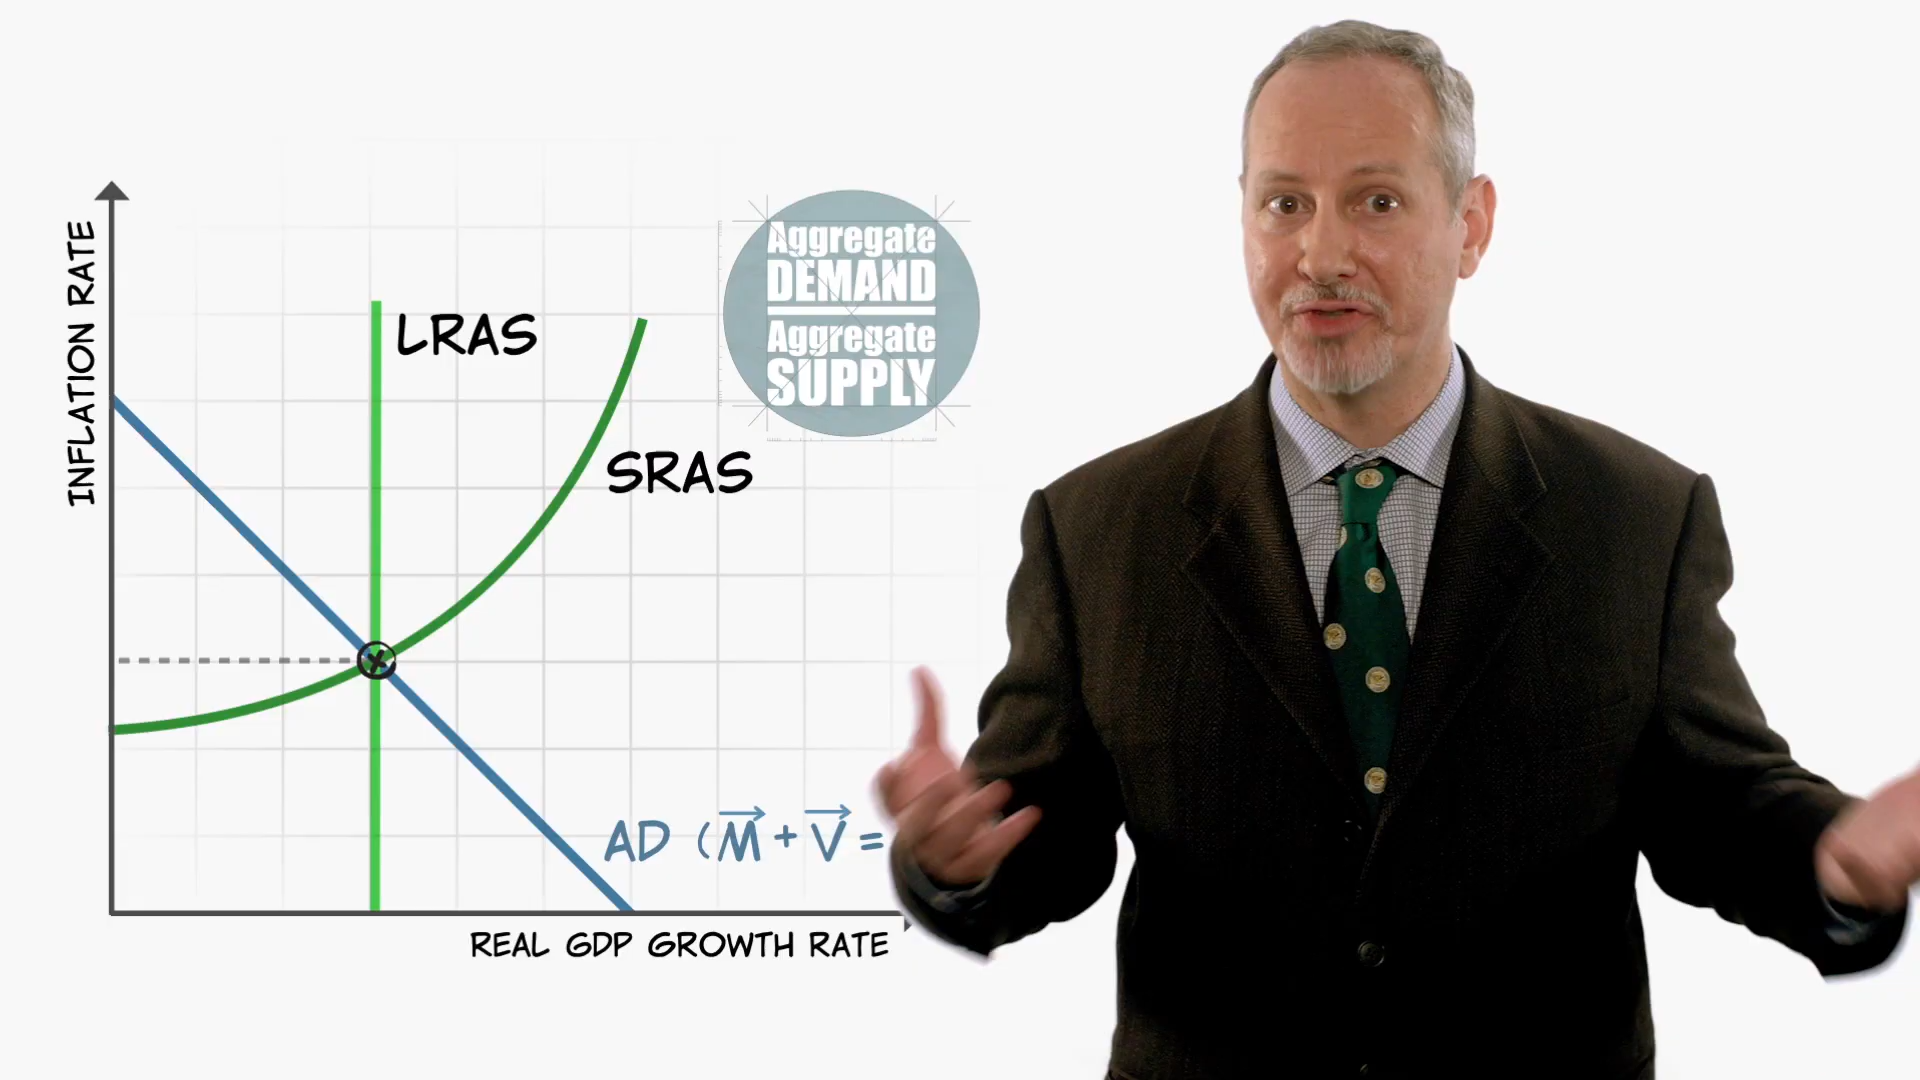 INFLATION RATE
LRAS
Aggregate
DEMAND
Aggregate
SUPPLY
SRAS
AD (M⃗ + V⃗ =
REAL GDP GROWTH RATE